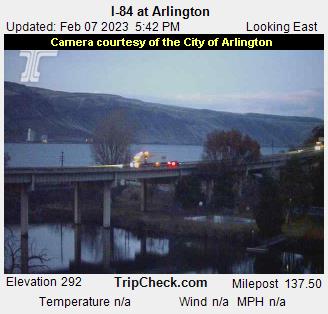 I-84 at Arlington
Updated: Feb 07 2023 5:42 PM Looking East
Camera courtesy of the City of Arlington
Elevation 292 TripCheck.com Milepost 137.50
Temperature n/a Wind n/a MPH n/a